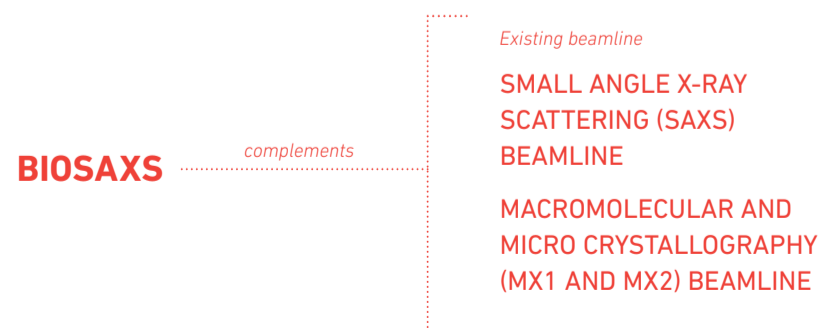 BIOSAXS
complements
Existing beamline
SMALL ANGLE X-RAY
SCATTERING (SAXS)
BEAMLINE
MACROMOLECULAR AND
MICRO CRYSTALLOGRAPHY
(MX1 AND MX2) BEAMLINE